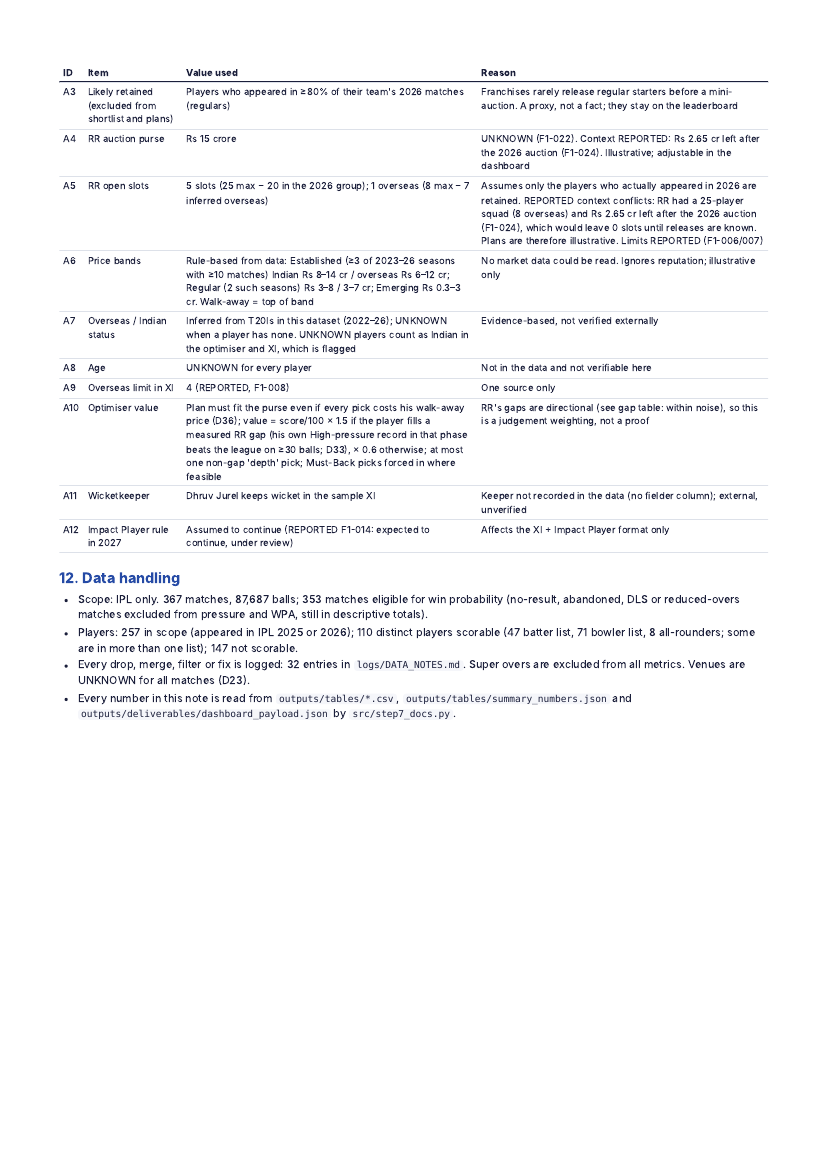 ID Item Value used Reason
A3 Likely retained Players who appeared in ≥80% of their team's 2026 matches Franchises rarely release regular starters before a mini-
(excluded from (regulars) auction. A proxy, not a fact; they stay on the leaderboard
shortlist and plans)
A4 RR auction purse Rs 15 crore UNKNOWN (F1-022). Context REPORTED: Rs 2.65 cr left after
the 2026 auction (F1-024). Illustrative; adjustable in the
dashboard
A5 RR open slots 5 slots (25 max − 20 in the 2026 group); 1 overseas (8 max − 7 Assumes only the players who actually appeared in 2026 are
inferred overseas) retained. REPORTED context conflicts: RR had a 25-player
squad (8 overseas) and Rs 2.65 cr left after the 2026 auction
(F1-024), which would leave 0 slots until releases are known.
Plans are therefore illustrative. Limits REPORTED (F1-006/007)
A6 Price bands Rule-based from data: Established (≥3 of 2023–26 seasons No market data could be read. Ignores reputation; illustrative
with ≥10 matches) Indian Rs 8–14 cr / overseas Rs 6–12 cr; only
Regular (2 such seasons) Rs 3–8 / 3–7 cr; Emerging Rs 0.3–3
cr. Walk-away = top of band
A7 Overseas / Indian Inferred from T20Is in this dataset (2022–26); UNKNOWN Evidence-based, not verified externally
status when a player has none. UNKNOWN players count as Indian in
the optimiser and XI, which is flagged
A8 Age UNKNOWN for every player Not in the data and not verifiable here
A9 Overseas limit in XI 4 (REPORTED, F1-008) One source only
A10 Optimiser value Plan must fit the purse even if every pick costs his walk-away RR's gaps are directional (see gap table: within noise), so this
price (D36); value = score/100 × 1.5 if the player fills a is a judgement weighting, not a proof
measured RR gap (his own High-pressure record in that phase
beats the league on ≥30 balls; D33), × 0.6 otherwise; at most
one non-gap 'depth' pick; Must-Back picks forced in where
feasible
A11 Wicketkeeper Dhruv Jurel keeps wicket in the sample XI Keeper not recorded in the data (no fielder column); external,
unverified
A12 Impact Player rule Assumed to continue (REPORTED F1-014: expected to Affects the XI + Impact Player format only
in 2027 continue, under review)
12. Data handling
• Scope: IPL only. 367 matches, 87,687 balls; 353 matches eligible for win probability (no-result, abandoned, DLS or reduced-overs
matches excluded from pressure and WPA, still in descriptive totals).
• Players: 257 in scope (appeared in IPL 2025 or 2026); 110 distinct players scorable (47 batter list, 71 bowler list, 8 all-rounders; some
are in more than one list); 147 not scorable.
• Every drop, merge, filter or fix is logged: 32 entries in logs/DATA_NOTES.md. Super overs are excluded from all metrics. Venues are
UNKNOWN for all matches (D23).
• Every number in this note is read from outputs/tables/*.csv, outputs/tables/summary_numbers.json and
outputs/deliverables/dashboard_payload.json by src/step7_docs.py.